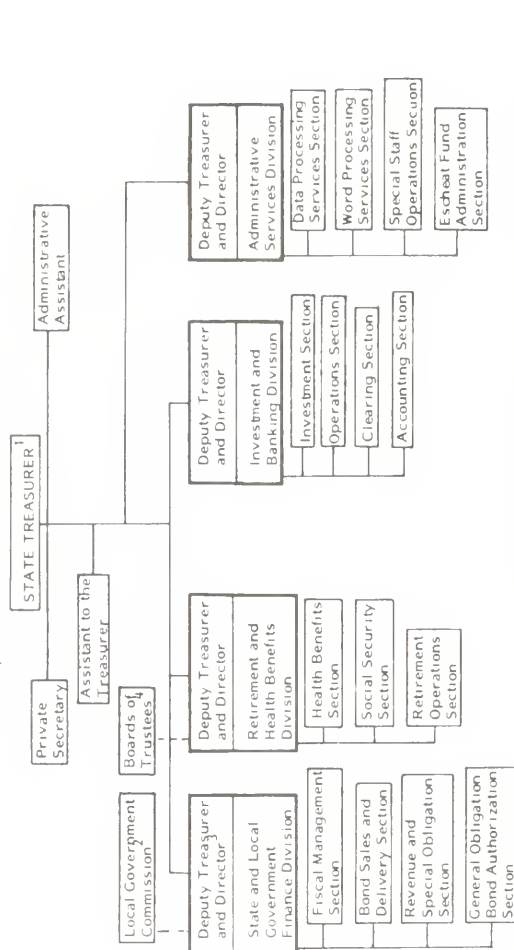 STATE TREASURER1
Private
Secretary
Administrative
Assistant
Assistant to the
Treasurer
Local Government
Commission2
Boards of
Trustees4
Deputy Treasurer
and Director3
State and Local
Government
Finance Division
Fiscal Management
Section
Bond Sales and
Delivery Section
Revenue and
Special Obligation
Section
General Obligation
Bond Authorization
Section
Deputy Treasurer
and Director
Retirement and
Health Benefits
Division
Health Benefits
Section
Social Security
Section
Retirement
Operations
Section
Deputy Treasurer
and Director
Investment and
Banking Division
Investment Section
Operations Section
Clearing Section
Accounting Section
Deputy Treasurer
and Director
Administrative
Services Division
Data Processing
Services Section
Word Processing
Services Section
Special Staff
Operations Section
Escheat Fund
Administration
Section